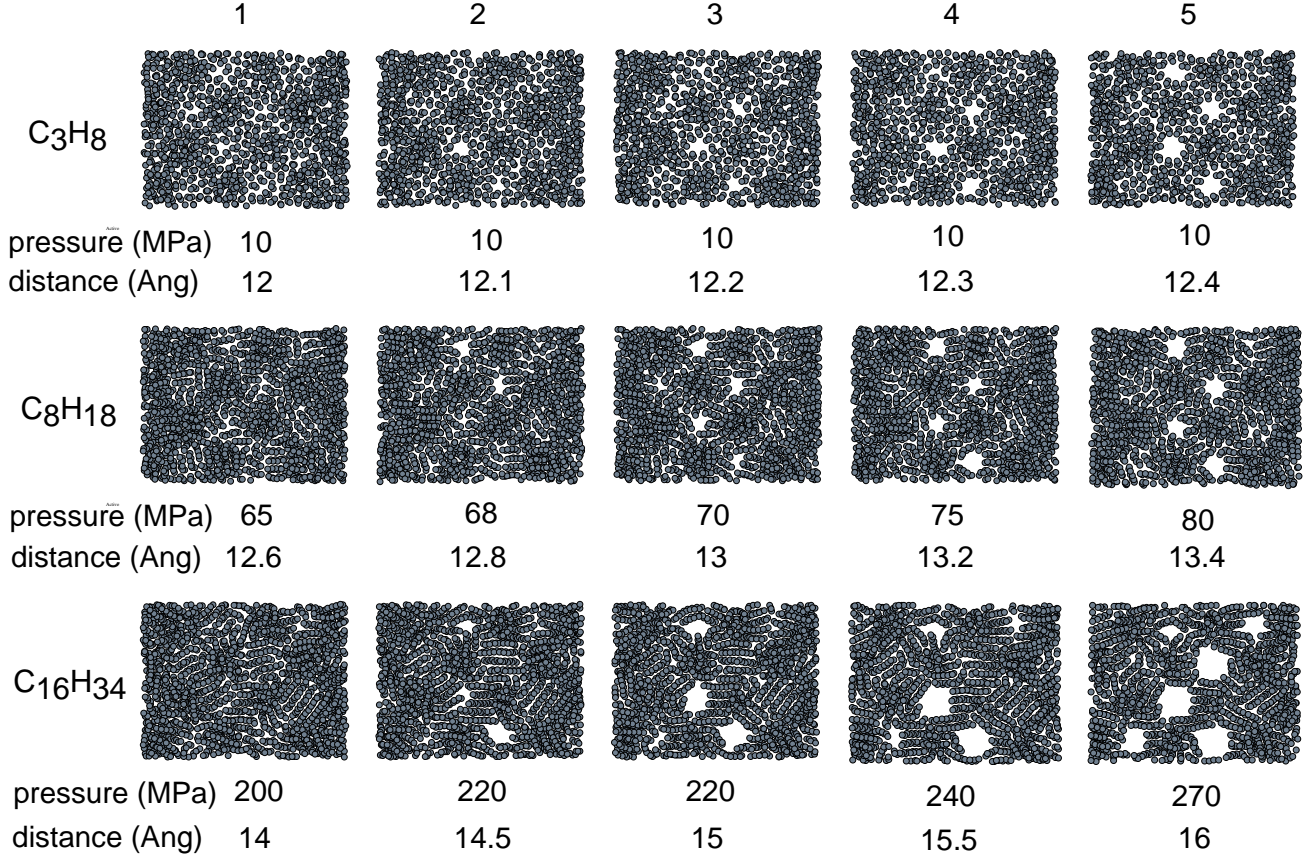 1 2 3 4 5
C3H8
pressure (MPa) 10 10 10 10 10
distance (Ang) 12 12.1 12.2 12.3 12.4
C8H18
pressure (MPa) 65 68 70 75 80
distance (Ang) 12.6 12.8 13 13.2 13.4
C16H34
pressure (MPa) 200 220 220 240 270
distance (Ang) 14 14.5 15 15.5 16